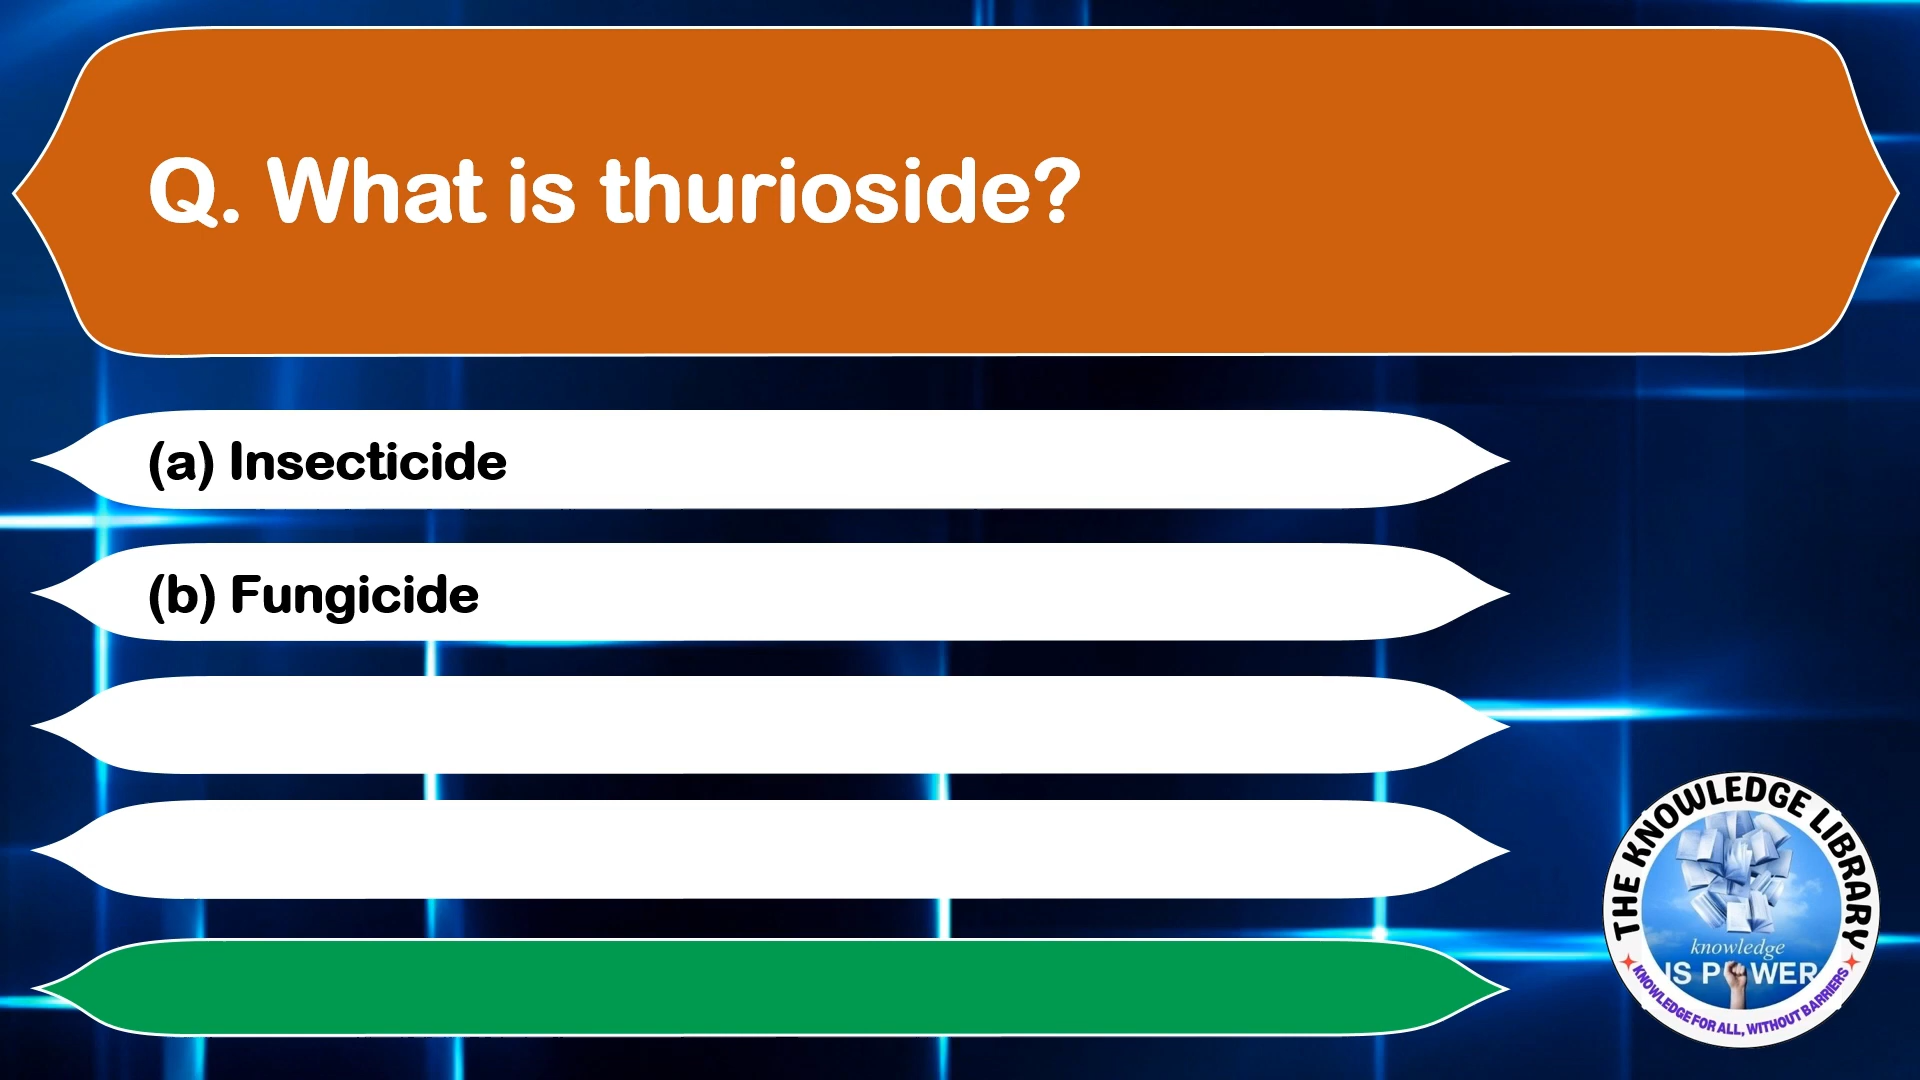 Q. What is thurioside?
(a) Insecticide
(b) Fungicide
THE KNOWLEDGE LIBRARY
knowledge
IS POWER
KNOWLEDGE FOR ALL, WITHOUT BARRIERS